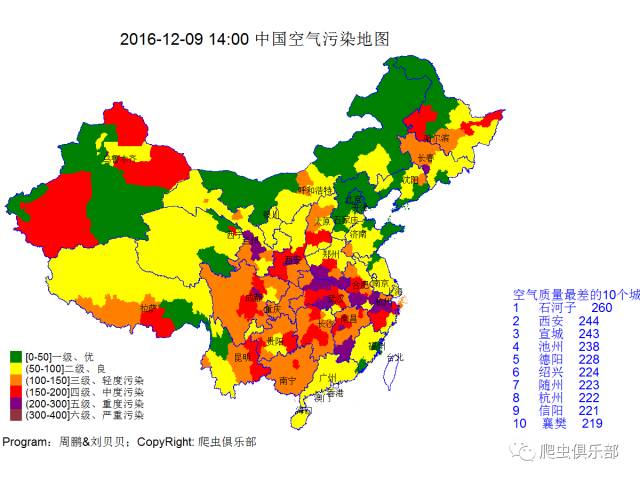 2016-12-09 14:00 中国空气污染地图
哈尔滨
长春
沈阳
呼和浩特
北京
银川
太原
石家庄
济南
西宁
郑州
西安
南京
合肥
上海
成都
武汉
杭州
拉萨
重庆
长沙
南昌
贵阳
福州
昆明
台北
南宁
广州
香港
澳门
海口
空气质量最差的10个城
1 石河子 260
2 西安 244
3 宣城 243
4 池州 238
5 德阳 228
6 绍兴 224
7 随州 223
8 杭州 222
9 信阳 221
10 襄樊 219
[0-50]一级、优
(50-100]二级、良
(100-150]三级、轻度污染
(150-200]四级、中度污染
(200-300]五级、重度污染
(300-400]六级、严重污染
Program：周鹏&刘贝贝；CopyRight: 爬虫俱乐部
爬虫俱乐部